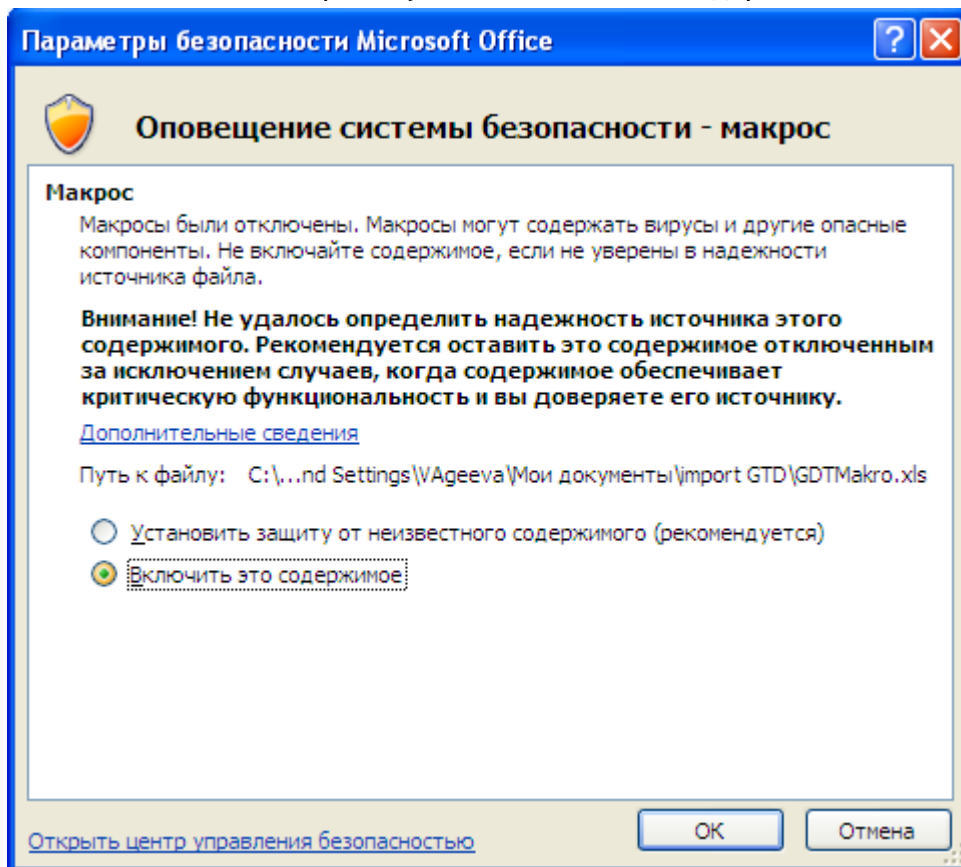 Параметры безопасности Microsoft Office
Оповещение системы безопасности - макрос
Макрос
Макросы были отключены. Макросы могут содержать вирусы и другие опасные
компоненты. Не включайте содержимое, если не уверены в надежности
источника файла.
Внимание! Не удалось определить надежность источника этого
содержимого. Рекомендуется оставить это содержимое отключенным
за исключением случаев, когда содержимое обеспечивает
критическую функциональность и вы доверяете его источнику.
Дополнительные сведения
Путь к файлу: C:\...nd Settings\VAgeeva\Мои документы\import GTD\GDTMakro.xls
Установить защиту от неизвестного содержимого (рекомендуется)
Включить это содержимое
Открыть центр управления безопасностью
ОК
Отмена